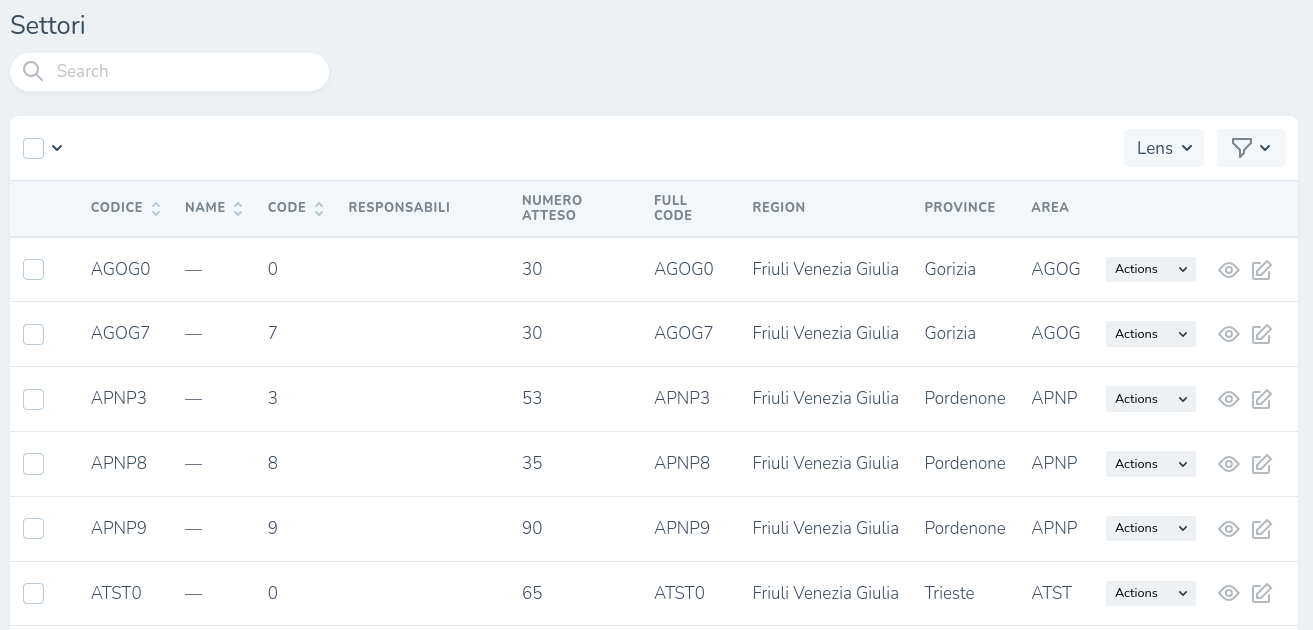 Settori
Search
Lens
CODICE NAME CODE RESPONSABILI NUMERO ATTESO FULL CODE REGION PROVINCE AREA
AGOG0 — 0 30 AGOG0 Friuli Venezia Giulia Gorizia AGOG Actions
AGOG7 — 7 30 AGOG7 Friuli Venezia Giulia Gorizia AGOG Actions
APNP3 — 3 53 APNP3 Friuli Venezia Giulia Pordenone APNP Actions
APNP8 — 8 35 APNP8 Friuli Venezia Giulia Pordenone APNP Actions
APNP9 — 9 90 APNP9 Friuli Venezia Giulia Pordenone APNP Actions
ATST0 — 0 65 ATST0 Friuli Venezia Giulia Trieste ATST Actions